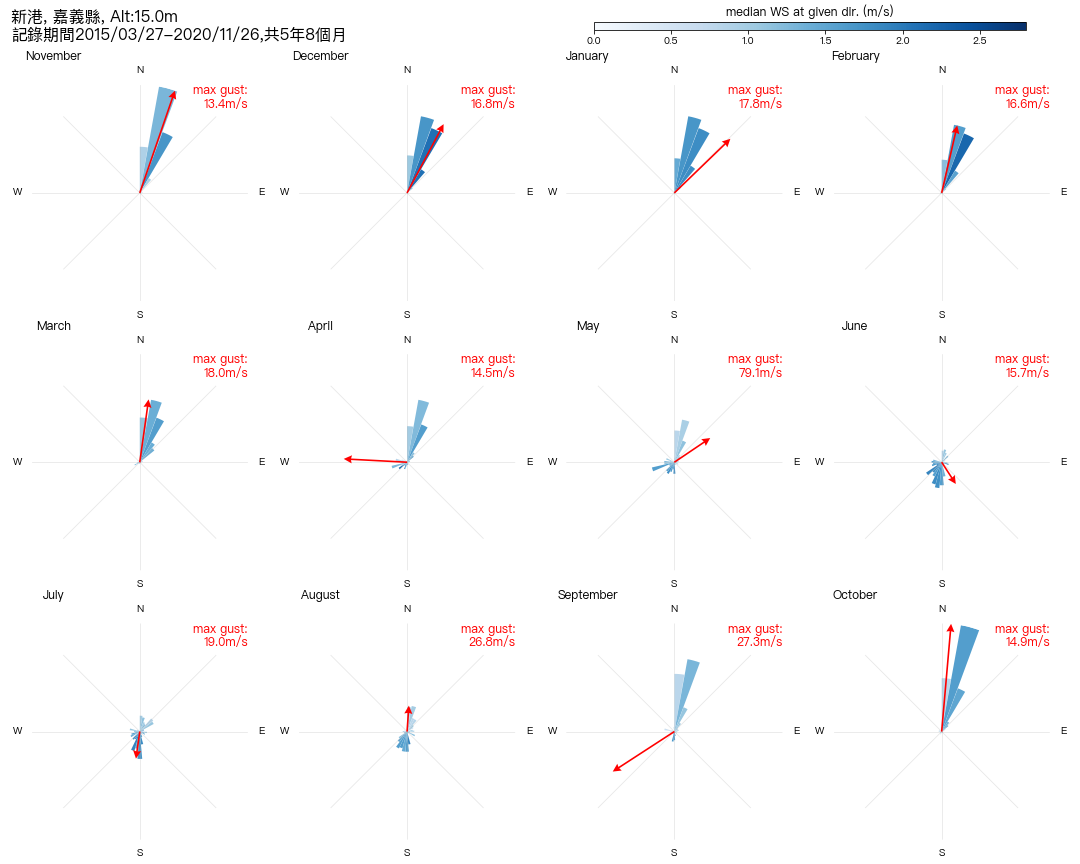 新港, 嘉義縣, Alt:15.0m
記錄期間2015/03/27-2020/11/26,共5年8個月
median WS at given dir. (m/s)
0.0 0.5 1.0 1.5 2.0 2.5
November
N
max gust:
13.4m/s
W E
S
December
N
max gust:
16.8m/s
W E
S
January
N
max gust:
17.8m/s
W E
S
February
N
max gust:
16.6m/s
W E
S
March
N
max gust:
18.0m/s
W E
S
April
N
max gust:
14.5m/s
W E
S
May
N
max gust:
79.1m/s
W E
S
June
N
max gust:
15.7m/s
W E
S
July
N
max gust:
19.0m/s
W E
S
August
N
max gust:
26.8m/s
W E
S
September
N
max gust:
27.3m/s
W E
S
October
N
max gust:
14.9m/s
W E
S